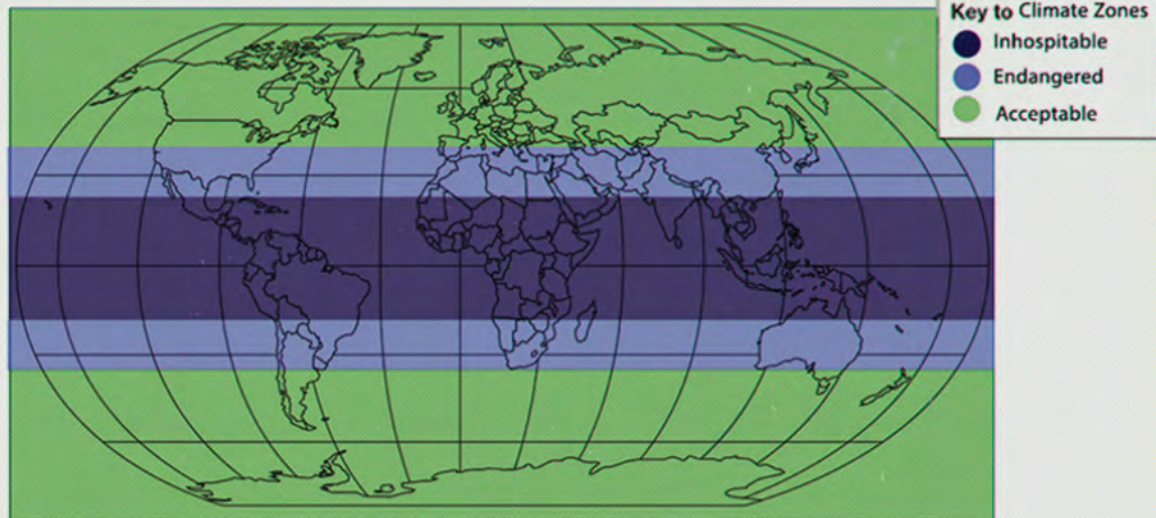 Key to Climate Zones
Inhospitable
Endangered
Acceptable